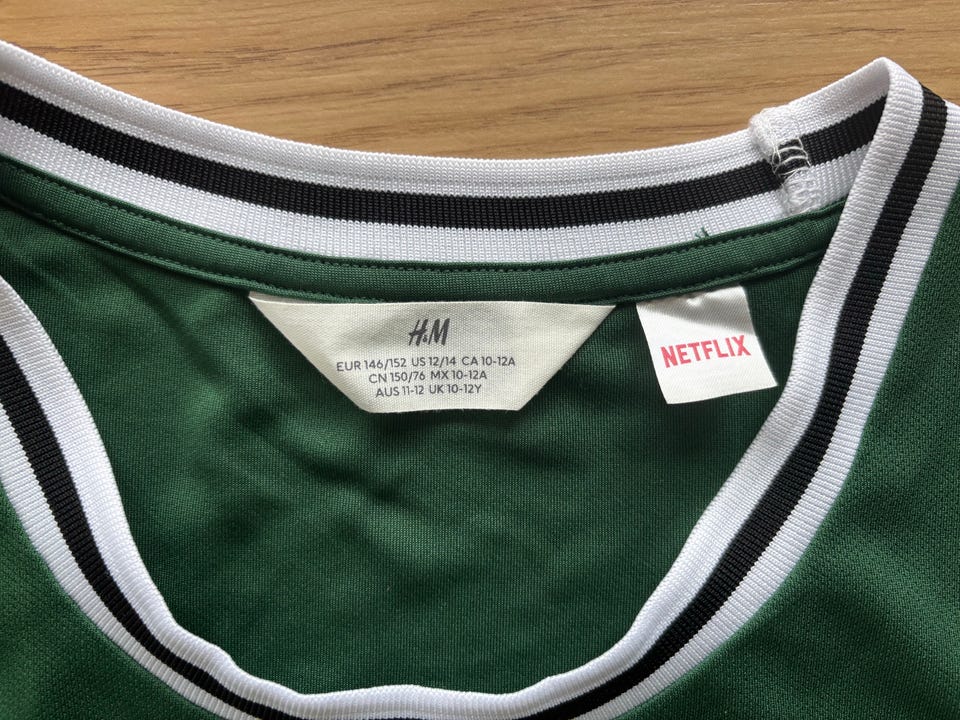 H&M
EUR 146/152 US 12/14 CA 10-12A
CN 150/76 MX 10-12A
AUS 11-12 UK 10-12Y
NETFLIX